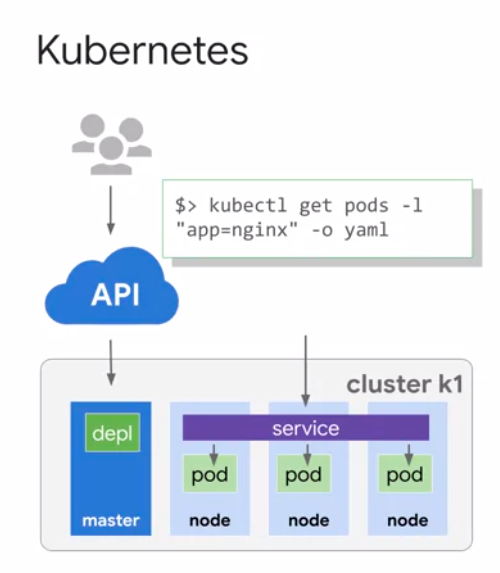 Kubernetes
$> kubectl get pods -l
"app=nginx" -o yaml
API
cluster k1
depl
service
pod
pod
pod
master
node
node
node